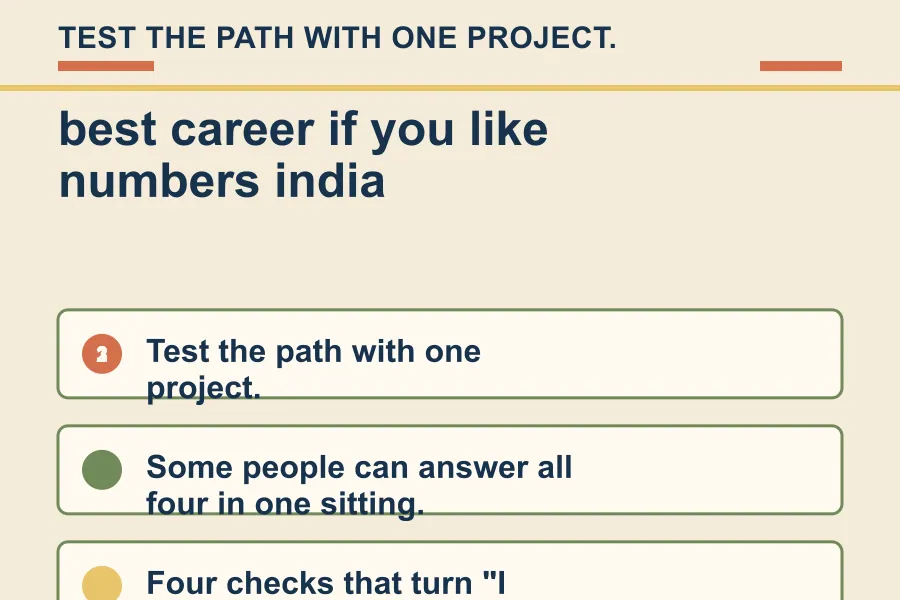 TEST THE PATH WITH ONE PROJECT.
best career if you like
numbers india
Test the path with one
project.
Some people can answer all
four in one sitting.
Four checks that turn "I